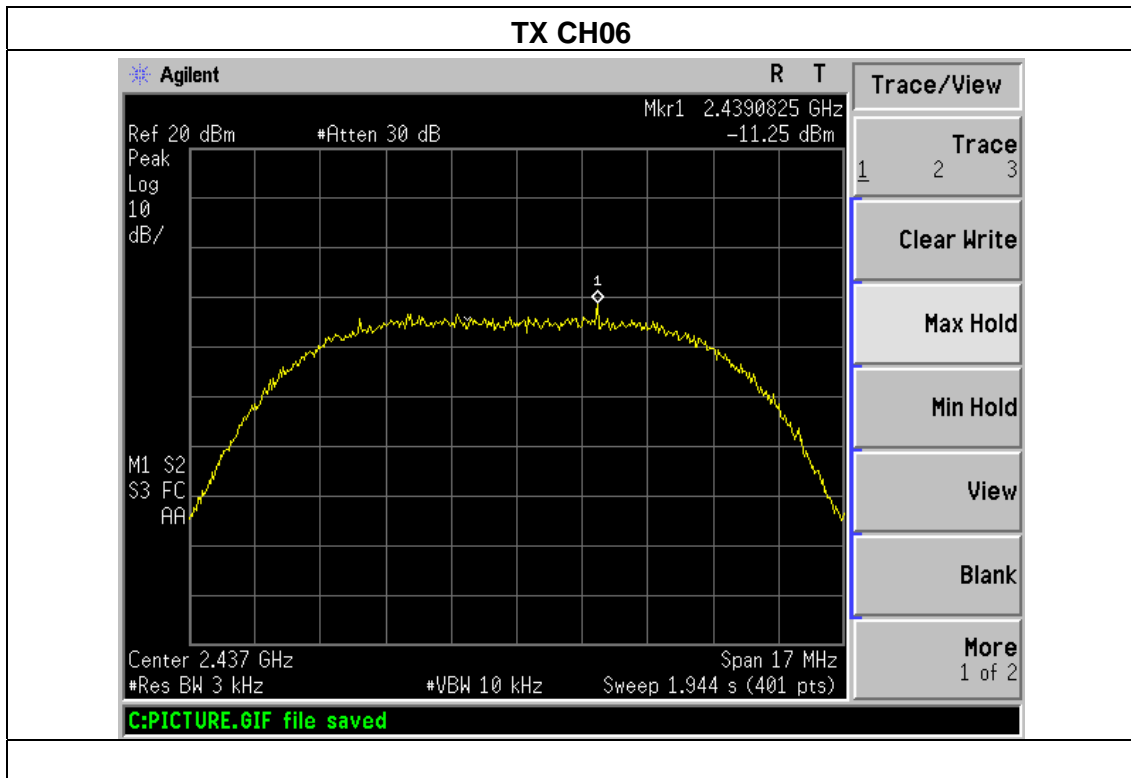 TX CH06
Agilent R T
Mkr1 2.4390825 GHz
Ref 20 dBm #Atten 30 dB -11.25 dBm
Peak
Log
10
dB/
1
M1 S2
S3 FC
AA
Center 2.437 GHz Span 17 MHz
#Res BW 3 kHz #VBW 10 kHz Sweep 1.944 s (401 pts)
C:PICTURE.GIF file saved
Trace/View
Trace
1 2 3
Clear Write
Max Hold
Min Hold
View
Blank
More
1 of 2